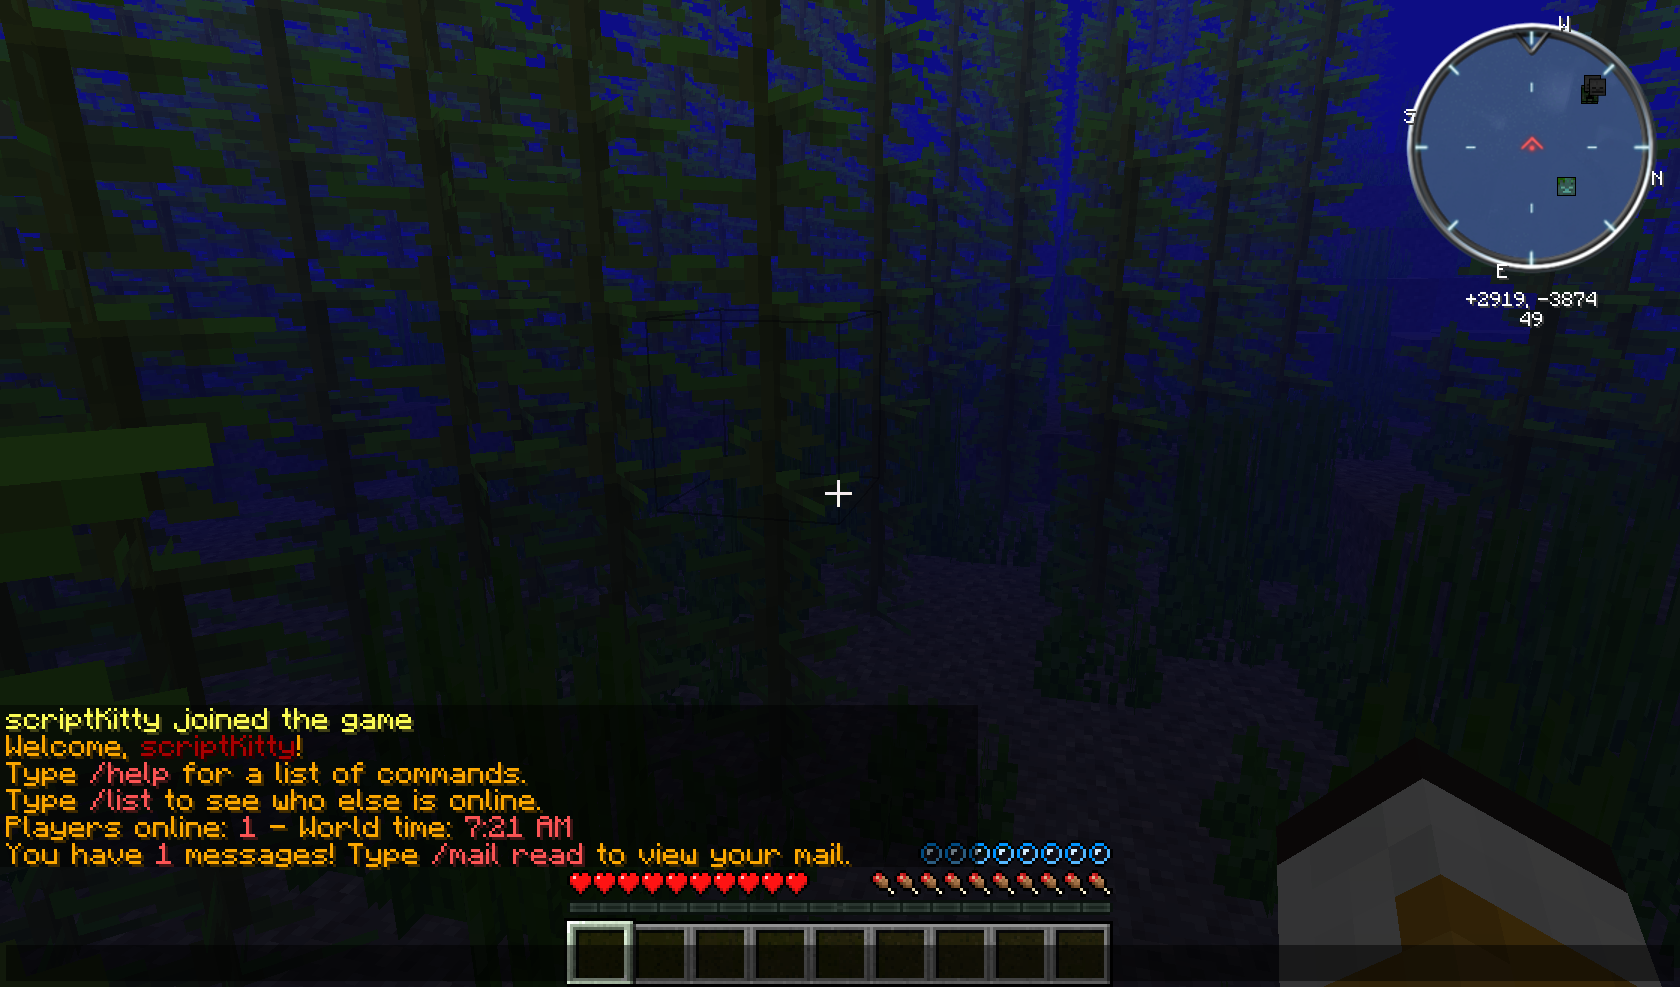 W
S
N
E
+2919, -3874
49
scriptKitty joined the game
Welcome, scriptKitty!
Type /help for a list of commands.
Type /list to see who else is online.
Players online: 1 - World time: 7:21 AM
You have 1 messages! Type /mail read to view your mail.